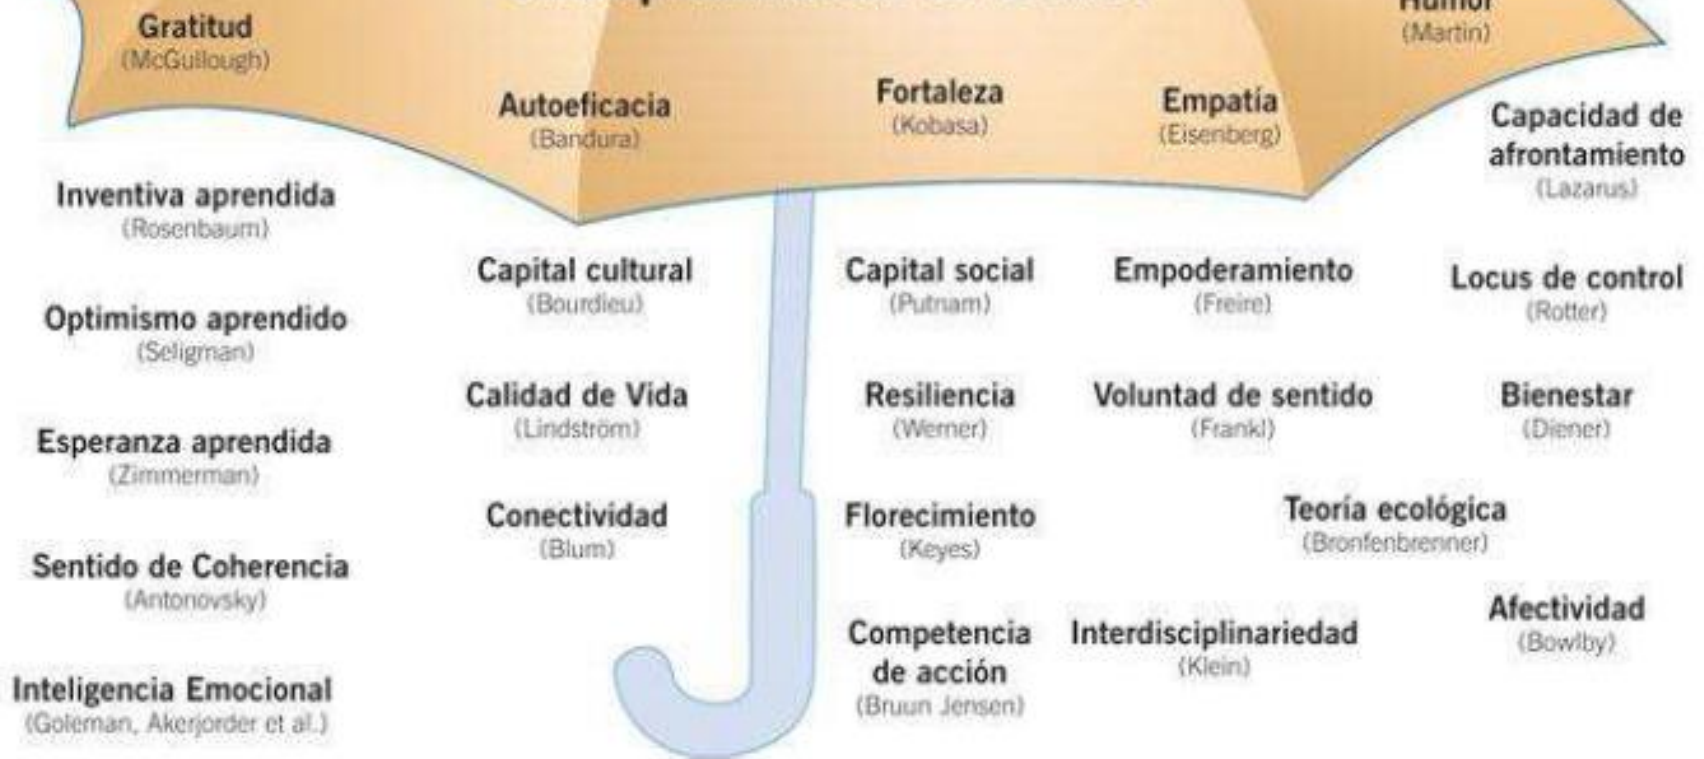 Gratitud
(McGullough)
Humor
(Martin)
Autoeficacia
(Bandura)
Fortaleza
(Kobasa)
Empatía
(Eisenberg)
Capacidad de
afrontamiento
(Lazarus)
Inventiva aprendida
(Rosenbaum)
Capital cultural
(Bourdieu)
Capital social
(Putnam)
Empoderamiento
(Freire)
Locus de control
(Rotter)
Optimismo aprendido
(Seligman)
Calidad de Vida
(Lindström)
Resiliencia
(Werner)
Voluntad de sentido
(Frankl)
Bienestar
(Diener)
Esperanza aprendida
(Zimmerman)
Conectividad
(Blum)
Florecimiento
(Keyes)
Teoría ecológica
(Bronfenbrenner)
Sentido de Coherencia
(Antonovsky)
Competencia
de acción
(Bruun Jensen)
Interdisciplinariedad
(Klein)
Afectividad
(Bowlby)
Inteligencia Emocional
(Goleman, Akerjorder et al.)